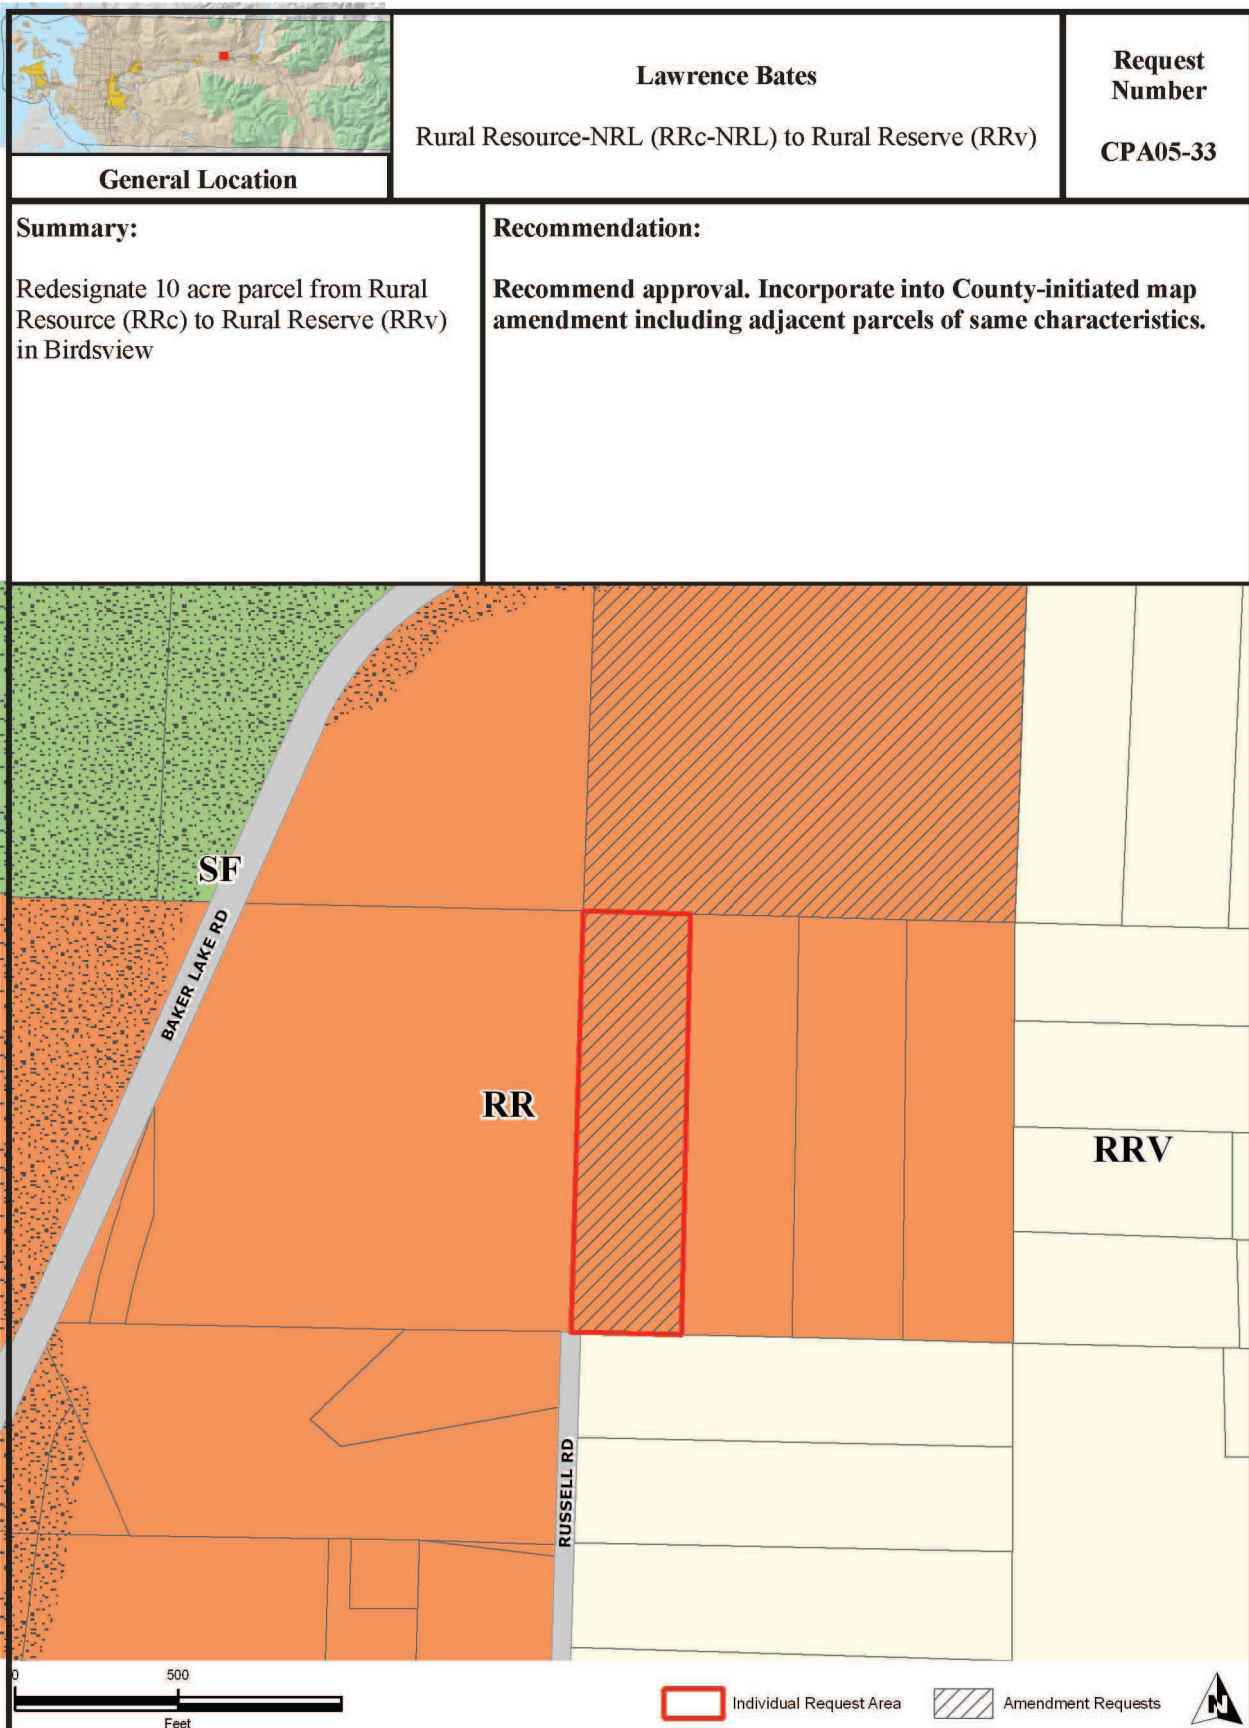 General Location
Lawrence Bates
Rural Resource-NRL (RRc-NRL) to Rural Reserve (RRv)
Request
Number
CPA05-33
Summary:
Redesignate 10 acre parcel from Rural
Resource (RRc) to Rural Reserve (RRv)
in Birdsview
Recommendation:
Recommend approval. Incorporate into County-initiated map
amendment including adjacent parcels of same characteristics.
SF
BAKER LAKE RD
RR
RRV
RUSSELL RD
0 500
Feet
Individual Request Area
Amendment Requests
N